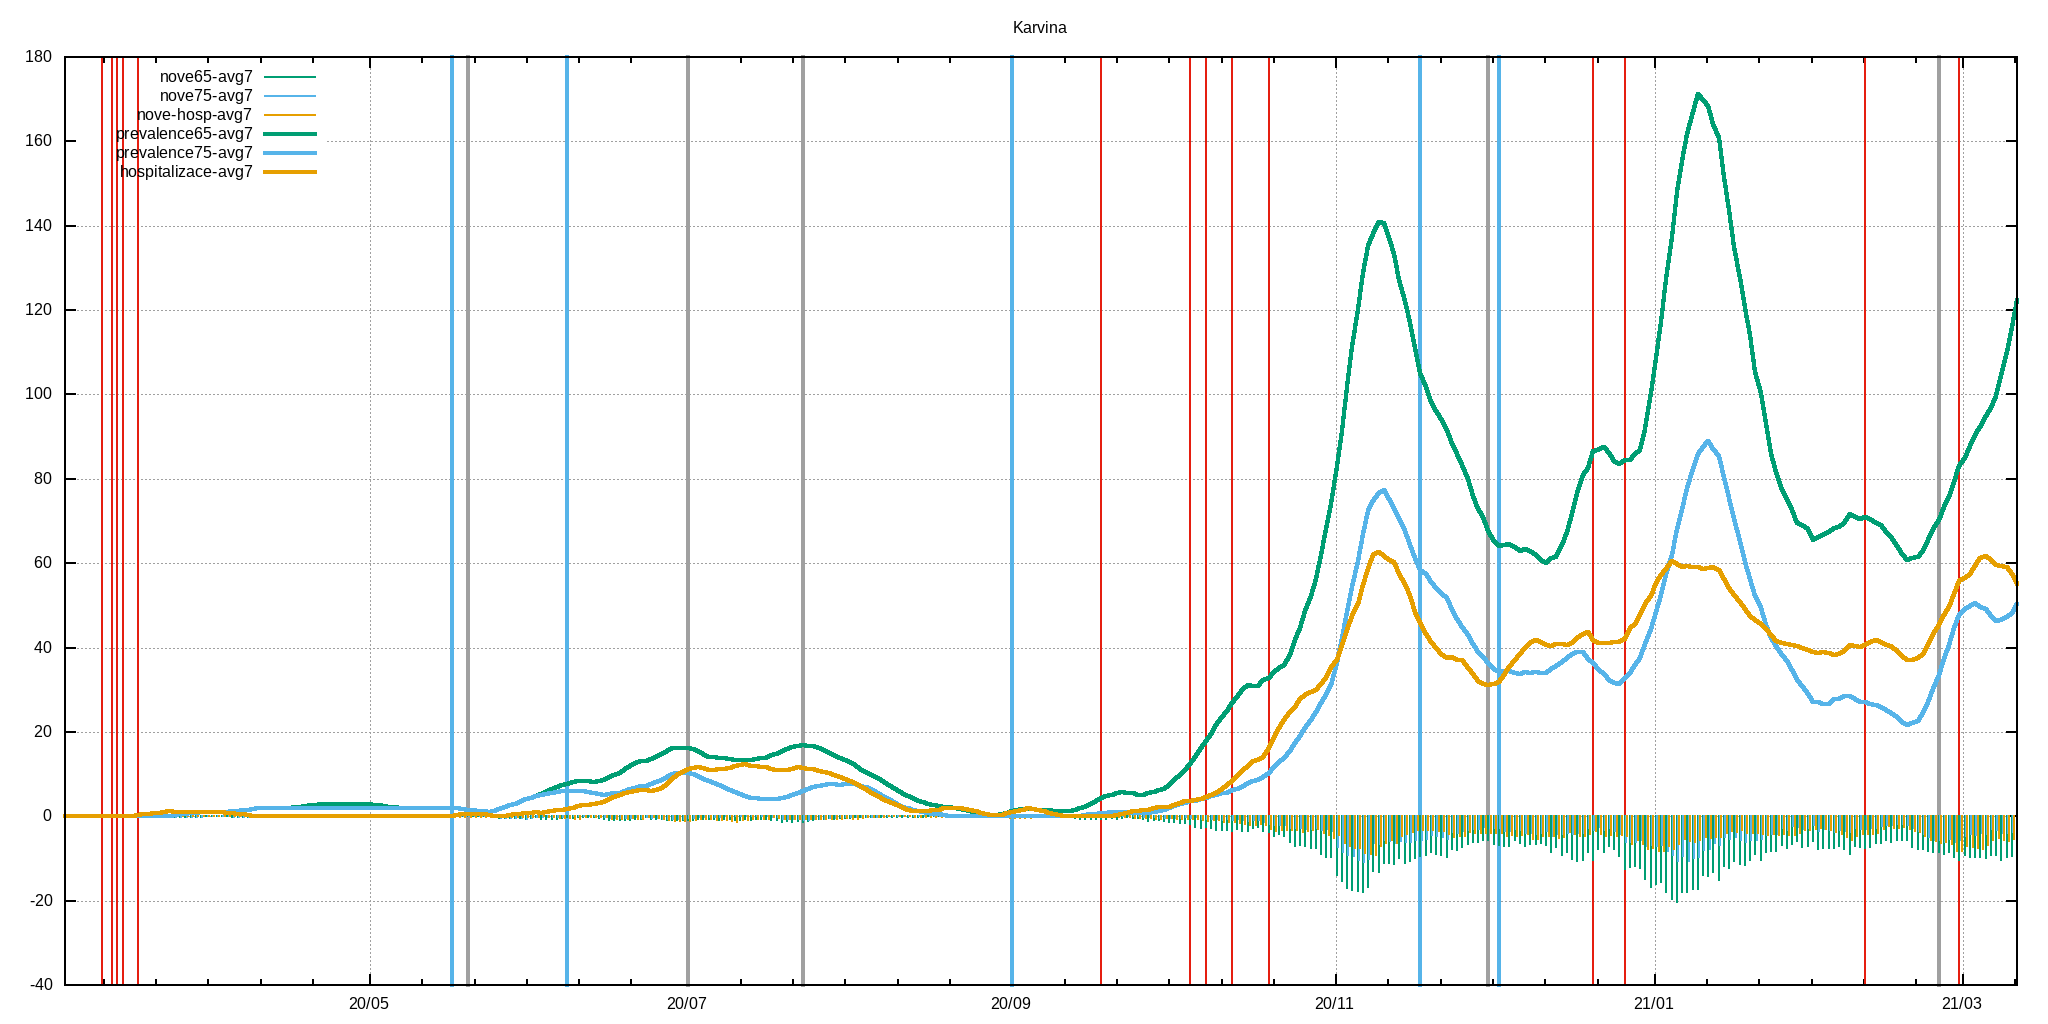 Karvina
180
160
140
120
100
80
60
40
20
0
-20
-40
nove65-avg7
nove75-avg7
nove-hosp-avg7
prevalence65-avg7
prevalence75-avg7
hospitalizace-avg7
20/05 20/07 20/09 20/11 21/01 21/03